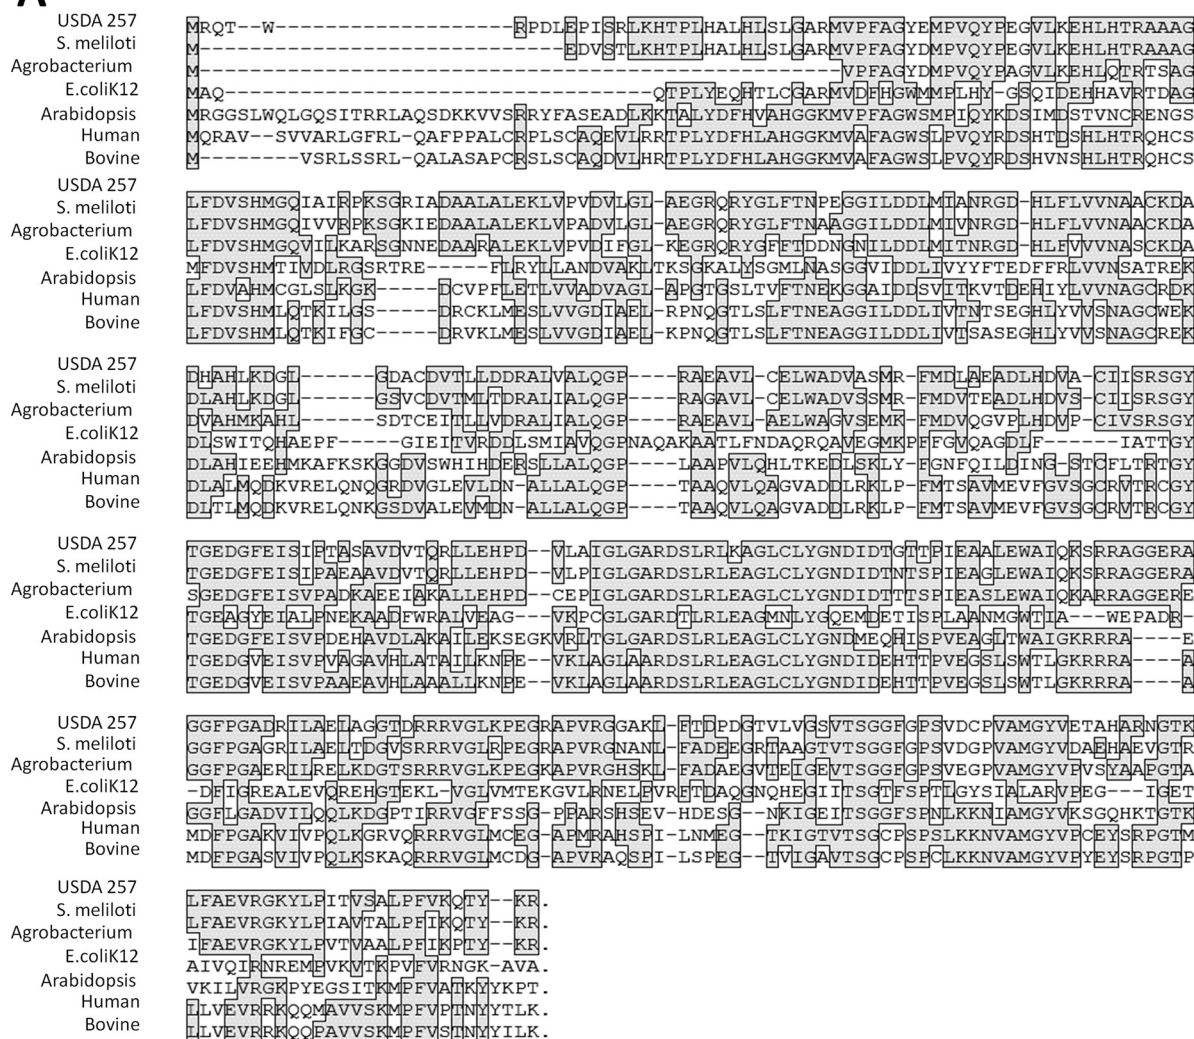 USDA 257 MRQT--W--------------------RPDLEPISRLKHTPLHALHLSLGARMVPFAGYEMPVQYPEGVLKEHLHTRAAAG
S. meliloti M------------------------------EDVSTLKHTPLHALHLSLGARMVPFAGYDMPVQYPEGVLKEHLHTRAAAG
Agrobacterium M----------------------------------------------------VPFAGYDMPVQYPAGVLKEHLQTRTSAG
E.coliK12 MAQ-----------------------------------QTPLYEQHTLCGARMVDFHGWMMPLHY-GSQIDEHHAVRTDAG
Arabidopsis MRGGSLWQLGQSITRRLAQSDKKVVSRRYFASEADLKKTALYDFHVAHGGKMVPFAGWSMPIQYKDSIMDSTVNCRENGS
Human MQRAV--SVVARLGFRL-QAFPPALCRPLSCAQEVLRRTPLYDFHLAHGGKMVAFAGWSLPVQYRDSHTDSHLHTRQHCS
Bovine M--------VSRLSSRL-QALASAPCRSLSCAQDVLHRTPLYDFHLAHGGKMVAFAGWSLPVQYRDSHVNSHLHTRQHCS
USDA 257 LFDVSHMGQIAIRPKSGRIADAALALEKLVPVDVLGL-AEGRQRYGLFTNPEGGILDDLMIANRGD-HLFLVVNAACKDA
S. meliloti LFDVSHMGQIVVRPKSGKIEDAALALEKLVPVDVLGL-AEGRQRYGLFTNAAGGILDDLMIVNRGD-HLFLVVNAACKDA
Agrobacterium LFDVSHMGQVILKARSGNNEDAARALEKLVPVDIFGL-KEGRQRYGFFTDDNGNILDDLMITNRGD-HLFVVVNASCKDA
E.coliK12 MFDVSHMTIVDLRGSRTRE-----FLRYLLANDVAKLTKSGKALYSGMLNASGGVIDDLIVYYFTEDFFRLVVNSATREK
Arabidopsis LFDVAHMCGLSLKGK-----DCVPFLETLVVADVAGL-APGTGSLTVFTNEKGGAIDDSVITKVTDEHIYLVVNAGCRDK
Human LFDVSHMLQTKILGS-----DRCKLMESLVVGDIAEL-RPNQGTLSLFTNEAGGILDDLIVTNTSEGHLYVVSNAGCWEK
Bovine LFDVSHMLQTKIFGC-----DRVKLMESLVVGDIAEL-KPNQGTLSLFTNEAGGILDDLIVTSASEGHLYVVSNAGCREK
USDA 257 DHAHLKDGL------GDACDVTLLDDRALVALQGP----RAEAVL-CELWADVASMR-FMDLAEADLHDVA-CIISRSGY
S. meliloti DLAHLKDGL------GSVCDVTMLTDRALIALQGP----RAEAVL-CELWADVSSMR-FMDVTEADLHDVS-CIISRSGY
Agrobacterium DVAHMKAHL------SDTCEITLLVDRALIALQGP----RAGAVL-AELWAGVSEMK-FMDVQGVPLHDVP-CIVSRSGY
E.coliK12 DLSWITQHAEPF-----GIEITVRDDLSMIAVQGPNAQAKAATLFNDAQRQAVEGMKPFFGVQAGDLF------IATTGY
Arabidopsis DLAHIEEHMKAFKSKGGDVSWHIHDERSLLALQGP----LAAPVLQHLTKEDLSKLY-FGNFQILDING-STCFLTRTGY
Human DLALMQDKVRELQNQGRDVGLEVLDN-ALLALQGP----TAAQVLQAGVADDLRKLP-FMTSAVMEVFGVSGCRVTRCGY
Bovine DLTLMQDKVRELQNKGSDVALEVMDN-ALLALQGP----TAAQVLQAGVADDLRKLP-FMTSAVMEVFGVSGCRVTRCGY
USDA 257 TGEDGFEISIPTASAVDVTQRLLEHPD--VLAIGLGARDSLRLKAGLCLYGNDIDTGTTPIEAALEWAIQKSRRAGGERA
S. meliloti TGEDGFEISIPAEAAVDVTQRLLEHPD--VLPIGLGARDSLRLEAGLCLYGNDIDTNTSPIEAGLEWAIQKSRRAGGERA
Agrobacterium SGEDGFEISVPADKAEEIAKALLEHPD--CEPIGLGARDSLRLEAGLCLYGNDIDTTTSPIEASLEWAIQKARRAGGERE
E.coliK12 TGEAGYEIALPNEKAADFWRALVEAG---VKPCGLGARDTLRLEAGMNLYGQEMDETISPLAANMGWTIA---WEPADR-
Arabidopsis TGEDGFEISVPDEHAVDLAKAILEKSEGKVRLTGLGARDSLRLEAGLCLYGNDMEQHISPVEAGLTWAIGKRRRA----E
Human TGEDGVEISVPVAGAVHLATAILKNPE--VKLAGLAARDSLRLEAGLCLYGNDIDEHTTPVEGSLSWTLGKRRRA----A
Bovine TGEDGVEISVPAAEAVHLAAALLKNPE--VKLAGLAARDSLRLEAGLCLYGNDIDEHTTPVEGSLSWTLGKRRRA----A
USDA 257 GGFPGADRILAELAGGTDRRRVGLKPEGRAPVRGGAKL-FTDPDGTVLVGSVTSGGFGPSVDCPVAMGYVETAHARNGTK
S. meliloti GGFPGAGRILAELTDGVSRRRVGLRPEGRAPVRGNANL-FADEEGRTAAGTVTSGGFGPSVDGPVAMGYVDAEHAEVGTR
Agrobacterium GGFPGAERILRELKDGTSRRRVGLKPEGKAPVRGHSKL-FADAEGVTEIGEVTSGGFGPSVEGPVAMGYVPVSYAAPGTA
E.coliK12 -DFIGREALEVQREHGTEKL-VGLVMTEKGVLRNELPVRFTDAQGNQHEGIITSGTFSPTLGYSIALARVPEG---IGET
Arabidopsis GGFLGADVILQQLKDGPTIRRVGFFSSG-PPARSHSEV-HDESG--NKIGEITSGGFSPNLKKNIAMGYVKSGQHKTGTK
Human MDFPGAKVIVPQLKGRVQRRRVGLMCEG-APMRAHSPI-LNMEG--TKIGTVTSGCPSPSLKKNVAMGYVPCEYSRPGTM
Bovine MDFPGASVIVPQLKSKAQRRRVGLMCDG-APVRAQSPI-LSPEG--TVIGAVTSGCPSPCLKKNVAMGYVPYEYSRPGTP
USDA 257 LFAEVRGKYLPITVSALPFVKQTY--KR.
S. meliloti LFAEVRGKYLPIAVTALPFIKQTY--KR.
Agrobacterium IFAEVRGKYLPVTVAALPFIKPTY--KR.
E.coliK12 AIVQIRNREMPVKVTKPVFVRNGK-AVA.
Arabidopsis VKILVRGKPYEGSITKMPFVATKYYKPT.
Human LLVEVRRKQQMAVVSKMPFVPTNYYTLK.
Bovine LLVEVRRKQQPAVVSKMPFVSTNYYILK.